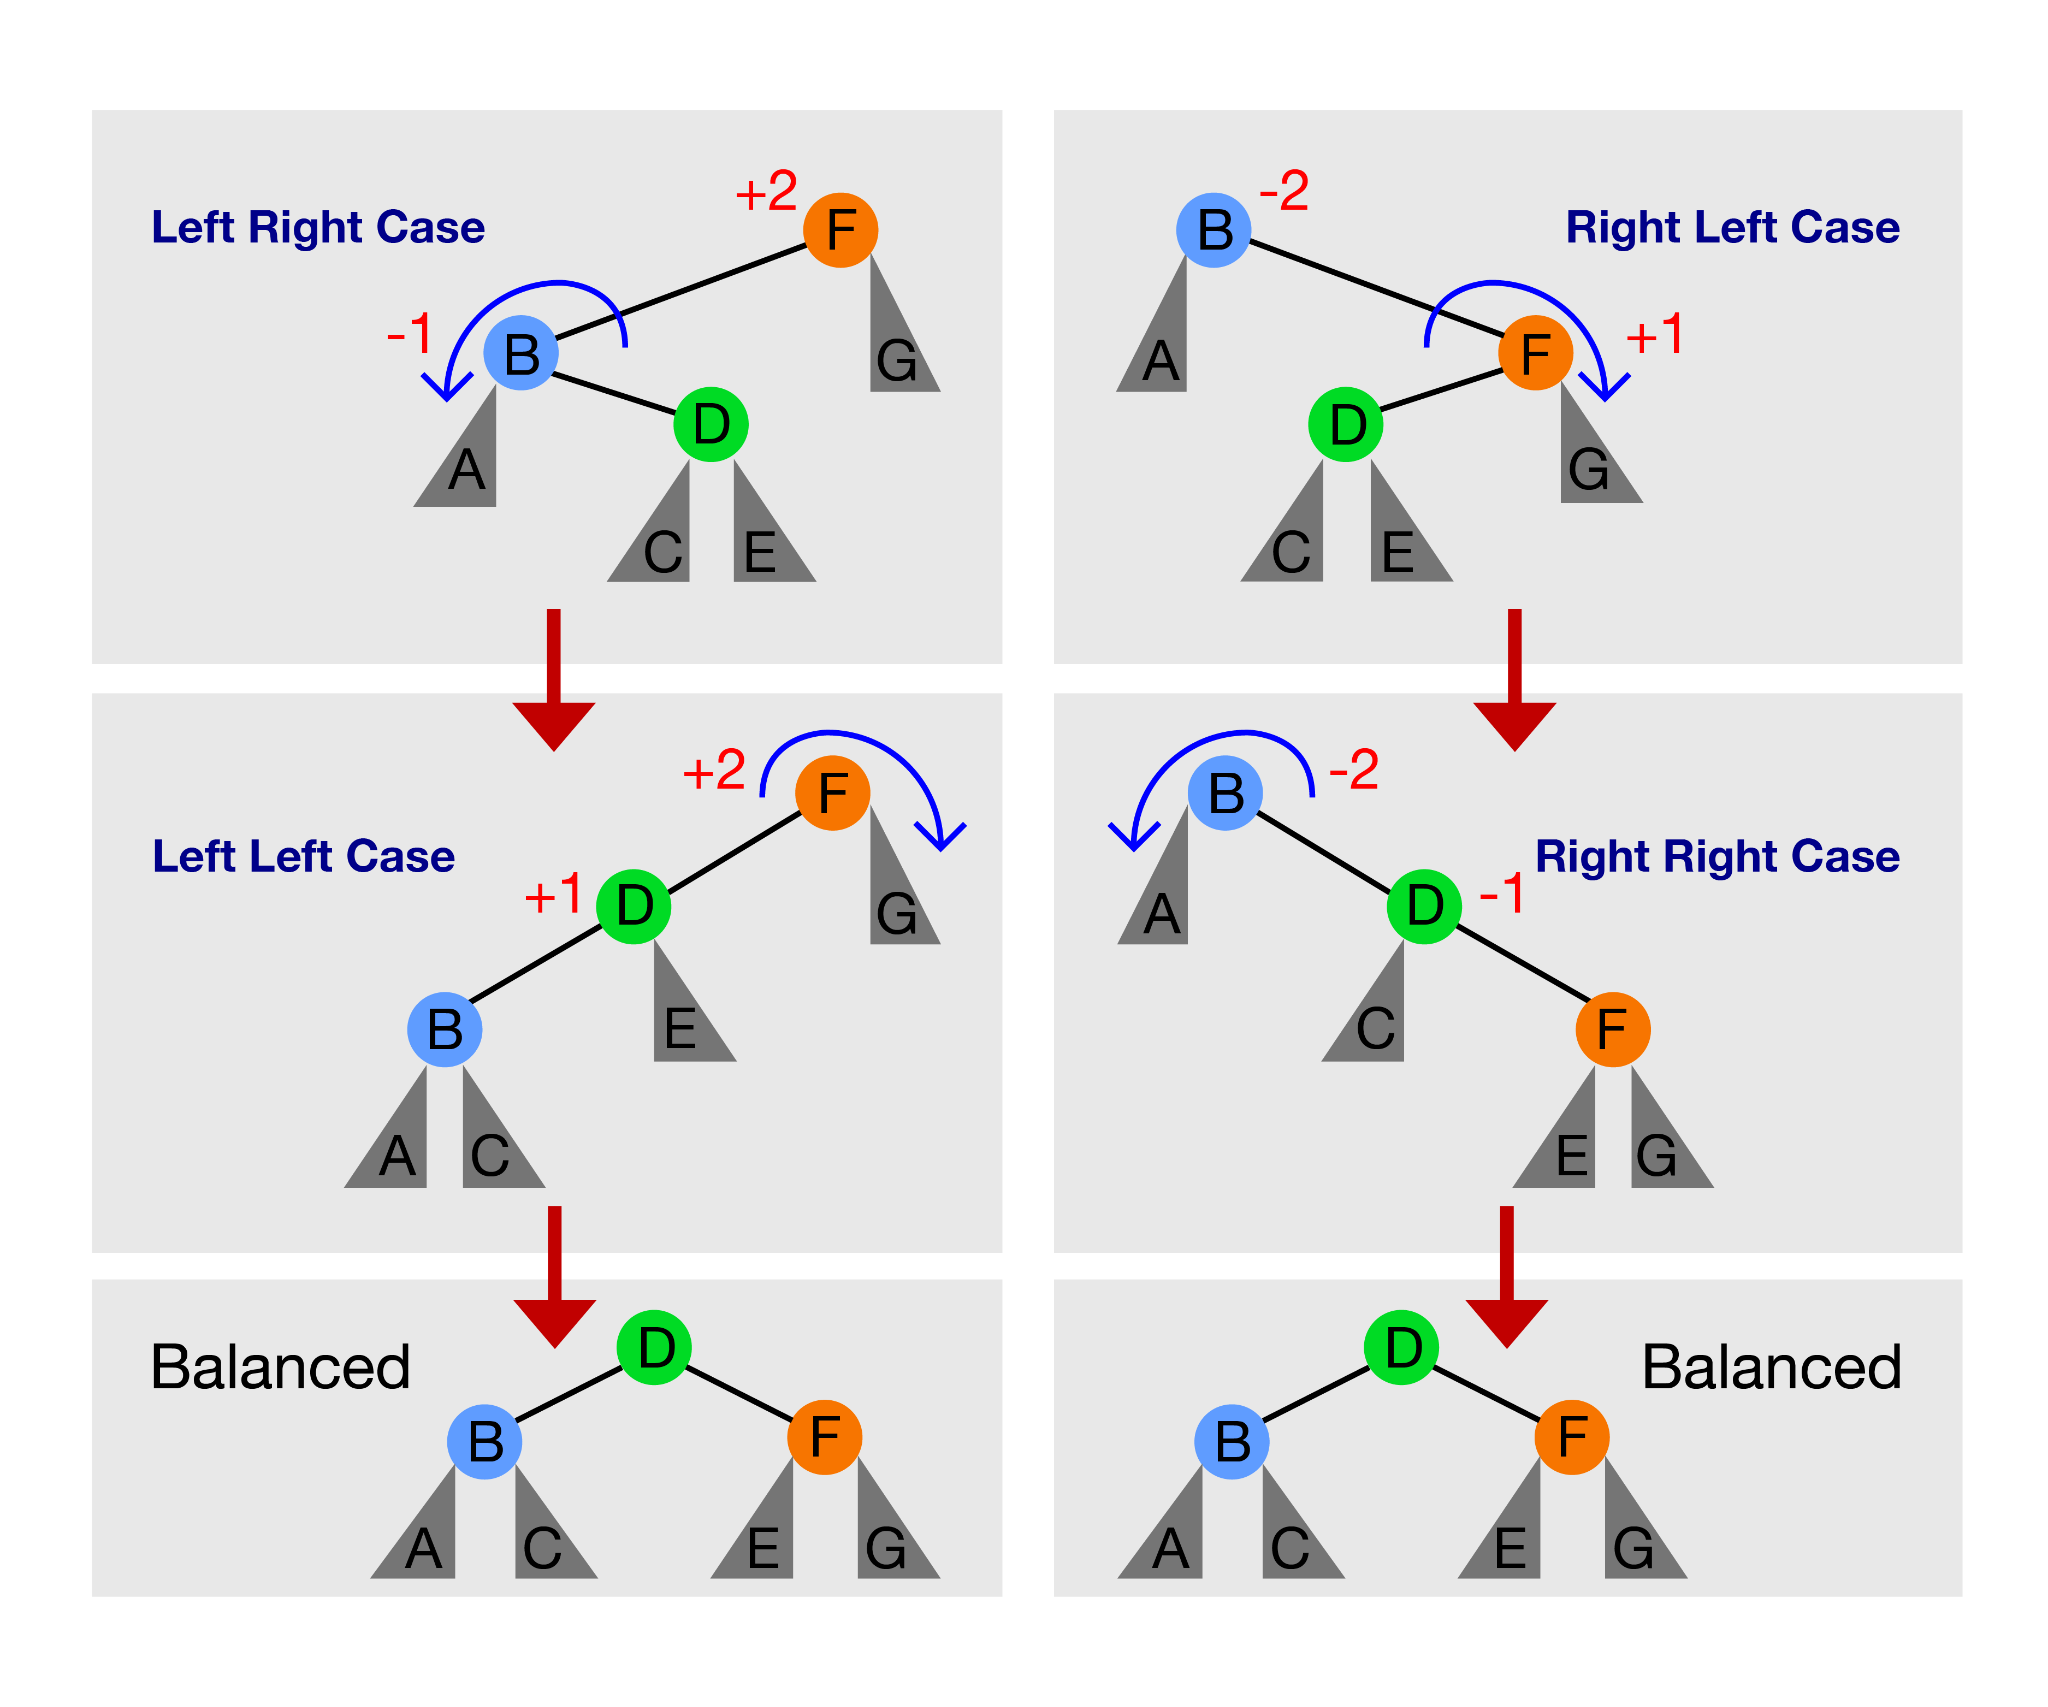 Left Right Case
+2
F
-1
B
G
D
A
C E
Right Left Case
B
-2
A
F
+1
D
G
C E
Left Left Case
+2
F
+1
D
G
B
E
A C
Right Right Case
B
-2
A
D
-1
C
F
E G
Balanced
D
B F
A C E G
Balanced
D
B F
A C E G